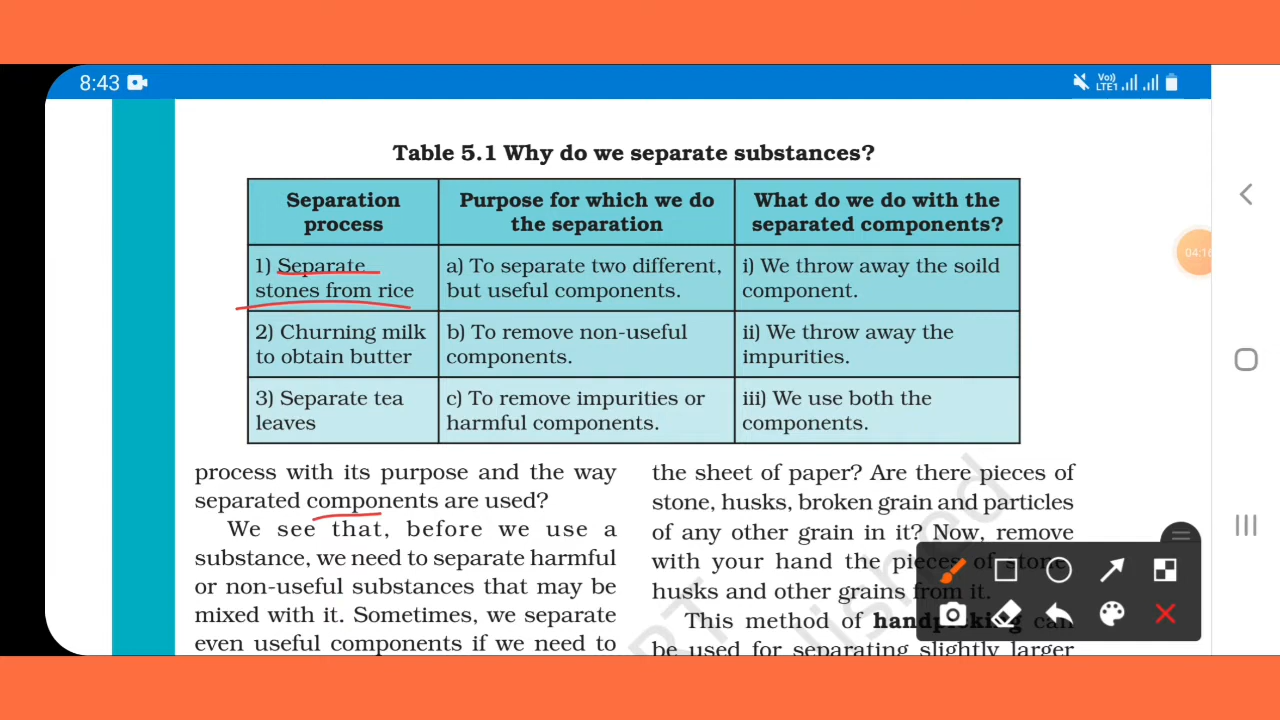 8:43
Vo)
LTE1
Table 5.1 Why do we separate substances?
Separation
process
Purpose for which we do
the separation
What do we do with the
separated components?
1) Separate
stones from rice
a) To separate two different,
but useful components.
i) We throw away the soild
component.
2) Churning milk
to obtain butter
b) To remove non-useful
components.
ii) We throw away the
impurities.
3) Separate tea
leaves
c) To remove impurities or
harmful components.
iii) We use both the
components.
process with its purpose and the way
separated components are used?
We see that, before we use a
substance, we need to separate harmful
or non-useful substances that may be
mixed with it. Sometimes, we separate
even useful components if we need to
the sheet of paper? Are there pieces of
stone, husks, broken grain and particles
of any other grain in it? Now, remove
with your hand the pieces of stone,
husks and other grains from it.
This method of handpicking can
be used for separating slightly larger